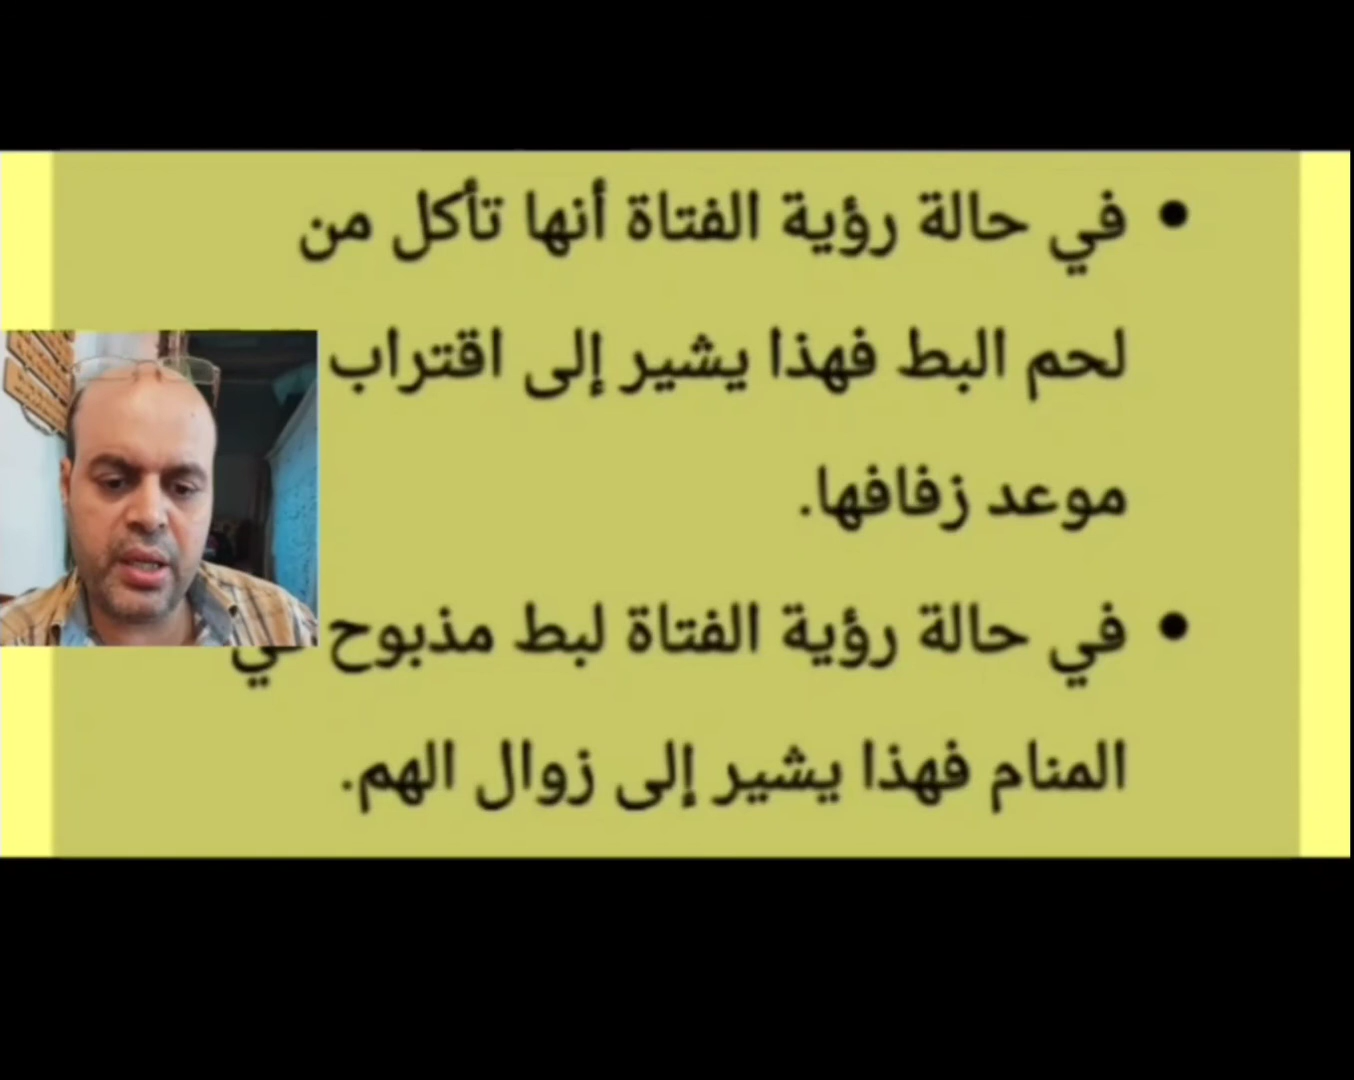 • في حالة رؤية الفتاة أنها تأكل من
لحم البط فهذا يشير إلى اقتراب
موعد زفافها.
• في حالة رؤية الفتاة لبط مذبوح في
المنام فهذا يشير إلى زوال الهم.